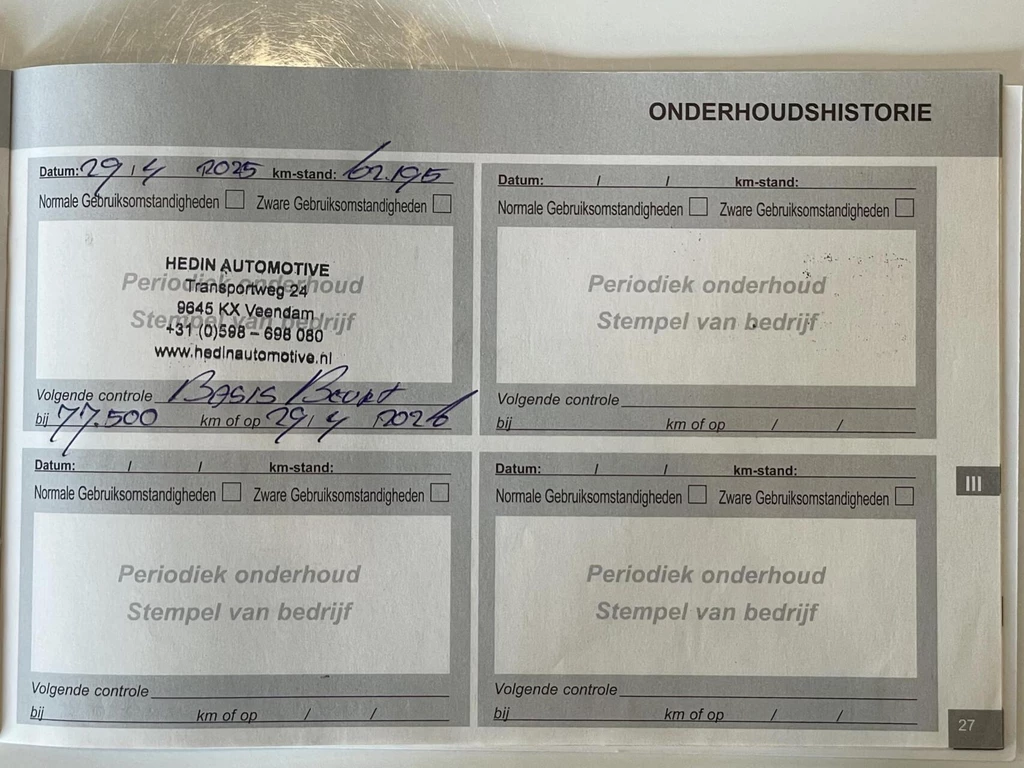 ONDERHOUDSHISTORIE
Datum: 29 / 4 2025 km-stand: 62.195
Normale Gebruiksomstandigheden Zware Gebruiksomstandigheden
Periodiek onderhoud
Stempel van bedrijf
HEDIN AUTOMOTIVE
Transportweg 24
9645 KX Veendam
+31 (0)598 – 698 080
www.hedinautomotive.nl
Volgende controle BASIS Beurt
bij 77.500 km of op 29 / 4 2026
Datum: / / km-stand:
Normale Gebruiksomstandigheden Zware Gebruiksomstandigheden
Periodiek onderhoud
Stempel van bedrijf
Volgende controle
bij km of op / /
Datum: / / km-stand:
Normale Gebruiksomstandigheden Zware Gebruiksomstandigheden
Periodiek onderhoud
Stempel van bedrijf
Volgende controle
bij km of op / /
Datum: / / km-stand:
Normale Gebruiksomstandigheden Zware Gebruiksomstandigheden
Periodiek onderhoud
Stempel van bedrijf
Volgende controle
bij km of op / /
III
27